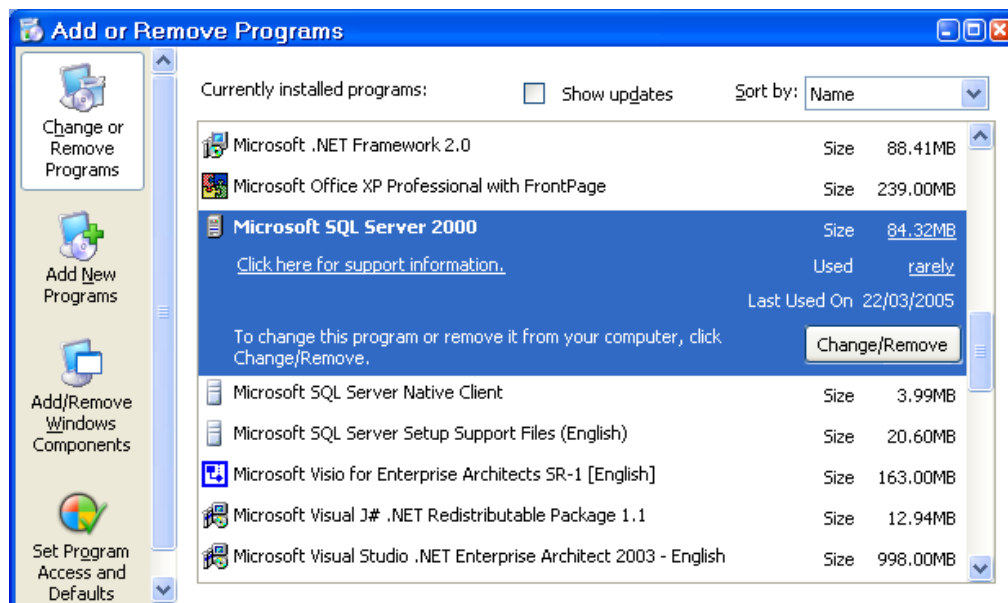 Add or Remove Programs
Change or
Remove
Programs
Add New
Programs
Add/Remove
Windows
Components
Set Program
Access and
Defaults
Currently installed programs:
Show updates
Sort by: Name
Microsoft .NET Framework 2.0 Size 88.41MB
Microsoft Office XP Professional with FrontPage Size 239.00MB
Microsoft SQL Server 2000 Size 84.32MB
Click here for support information. Used rarely
Last Used On 22/03/2005
To change this program or remove it from your computer, click
Change/Remove.
Change/Remove
Microsoft SQL Server Native Client Size 3.99MB
Microsoft SQL Server Setup Support Files (English) Size 20.60MB
Microsoft Visio for Enterprise Architects SR-1 [English] Size 163.00MB
Microsoft Visual J# .NET Redistributable Package 1.1 Size 12.94MB
Microsoft Visual Studio .NET Enterprise Architect 2003 - English Size 998.00MB